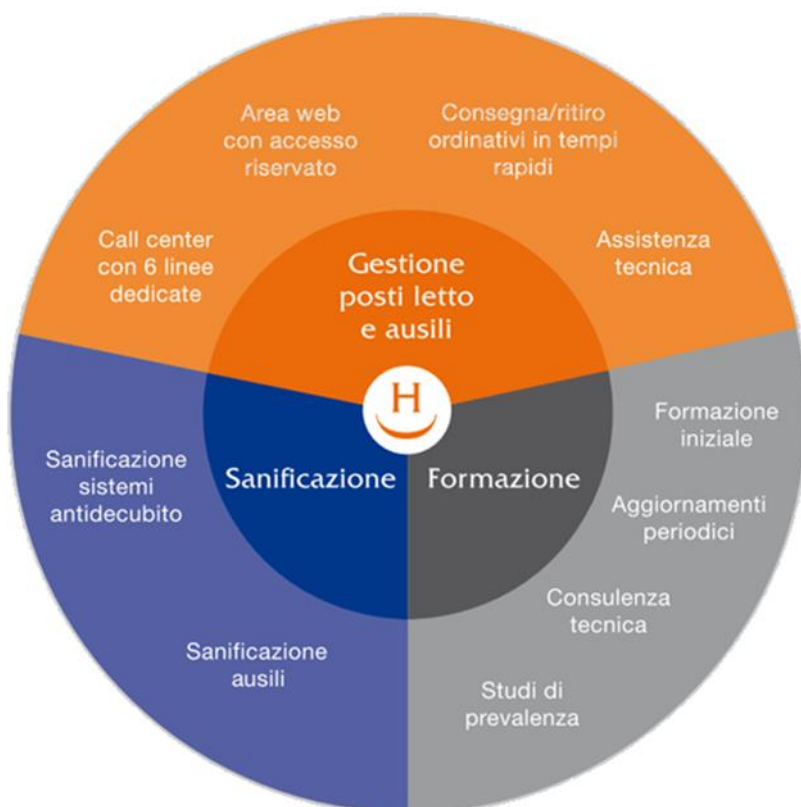 Area web
con accesso
riservato
Consegna/ritiro
ordinativi in tempi
rapidi
Call center
con 6 linee
dedicate
Assistenza
tecnica
Gestione
posti letto
e ausili
H
Sanificazione
Formazione
Sanificazione
sistemi
antidecubito
Sanificazione
ausili
Formazione
iniziale
Aggiornamenti
periodici
Consulenza
tecnica
Studi di
prevalenza